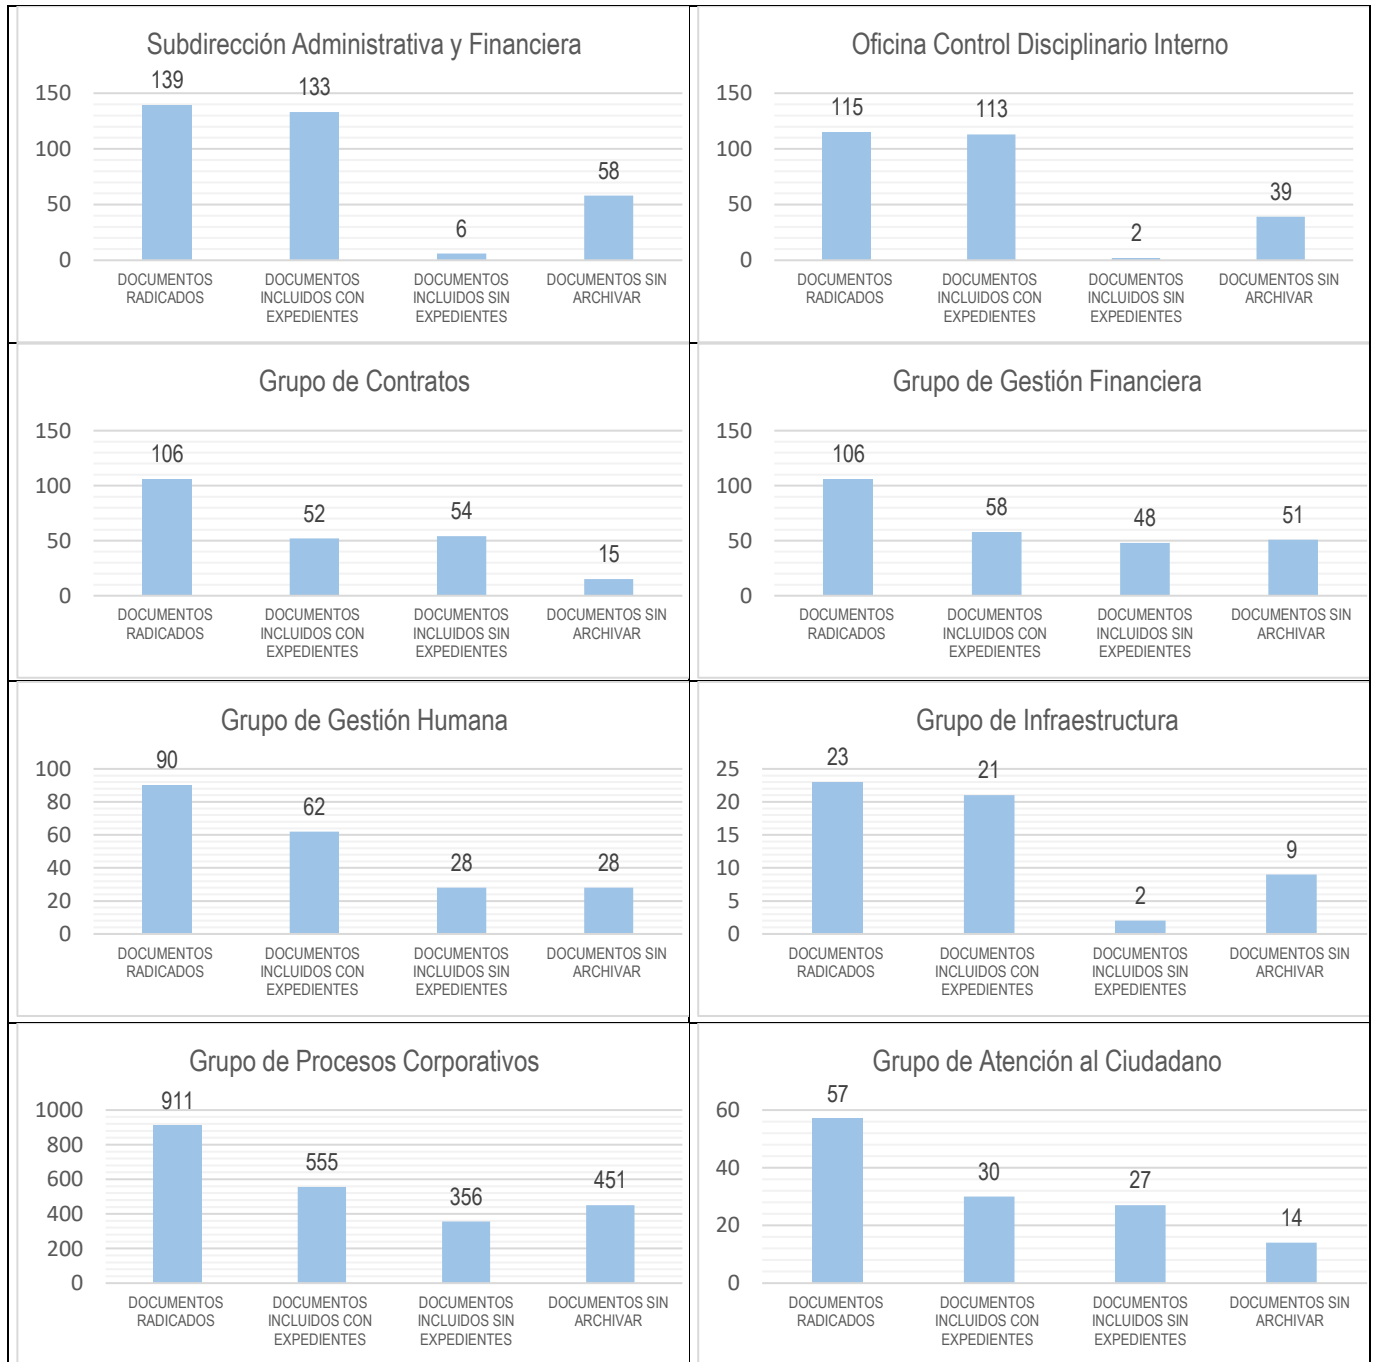 Subdirección Administrativa y Financiera
139
133
58
6
150
100
50
0
DOCUMENTOS
RADICADOS
DOCUMENTOS
INCLUIDOS CON
EXPEDIENTES
DOCUMENTOS
INCLUIDOS SIN
EXPEDIENTES
DOCUMENTOS SIN
ARCHIVAR
Oficina Control Disciplinario Interno
115
113
39
2
150
100
50
0
DOCUMENTOS
RADICADOS
DOCUMENTOS
INCLUIDOS CON
EXPEDIENTES
DOCUMENTOS
INCLUIDOS SIN
EXPEDIENTES
DOCUMENTOS SIN
ARCHIVAR
Grupo de Contratos
106
52
54
15
150
100
50
0
DOCUMENTOS
RADICADOS
DOCUMENTOS
INCLUIDOS CON
EXPEDIENTES
DOCUMENTOS
INCLUIDOS SIN
EXPEDIENTES
DOCUMENTOS SIN
ARCHIVAR
Grupo de Gestión Financiera
106
58
48
51
150
100
50
0
DOCUMENTOS
RADICADOS
DOCUMENTOS
INCLUIDOS CON
EXPEDIENTES
DOCUMENTOS
INCLUIDOS SIN
EXPEDIENTES
DOCUMENTOS SIN
ARCHIVAR
Grupo de Gestión Humana
90
62
28
28
100
80
60
40
20
0
DOCUMENTOS
RADICADOS
DOCUMENTOS
INCLUIDOS CON
EXPEDIENTES
DOCUMENTOS
INCLUIDOS SIN
EXPEDIENTES
DOCUMENTOS SIN
ARCHIVAR
Grupo de Infraestructura
23
21
2
9
25
20
15
10
5
0
DOCUMENTOS
RADICADOS
DOCUMENTOS
INCLUIDOS CON
EXPEDIENTES
DOCUMENTOS
INCLUIDOS SIN
EXPEDIENTES
DOCUMENTOS SIN
ARCHIVAR
Grupo de Procesos Corporativos
911
555
356
451
1000
800
600
400
200
0
DOCUMENTOS
RADICADOS
DOCUMENTOS
INCLUIDOS CON
EXPEDIENTES
DOCUMENTOS
INCLUIDOS SIN
EXPEDIENTES
DOCUMENTOS SIN
ARCHIVAR
Grupo de Atención al Ciudadano
57
30
27
14
60
40
20
0
DOCUMENTOS
RADICADOS
DOCUMENTOS
INCLUIDOS CON
EXPEDIENTES
DOCUMENTOS
INCLUIDOS SIN
EXPEDIENTES
DOCUMENTOS SIN
ARCHIVAR